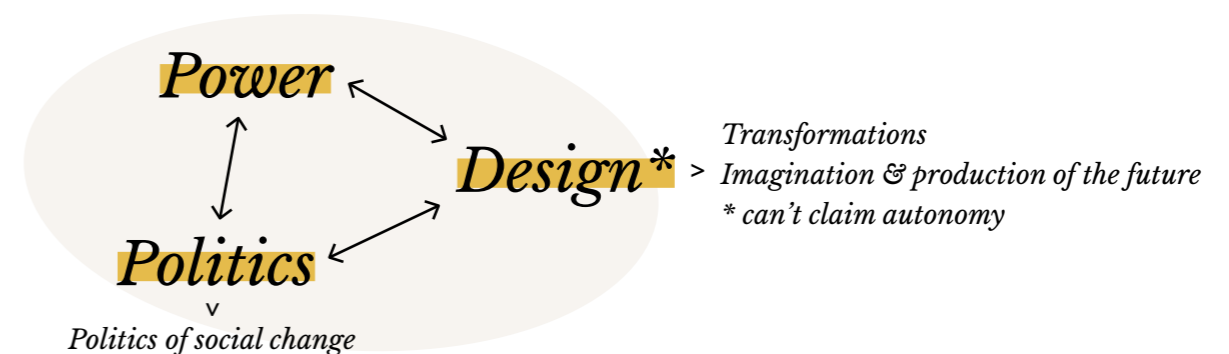 Power
Design*
> Transformations
Imagination & production of the future
* can’t claim autonomy
Politics
v
Politics of social change